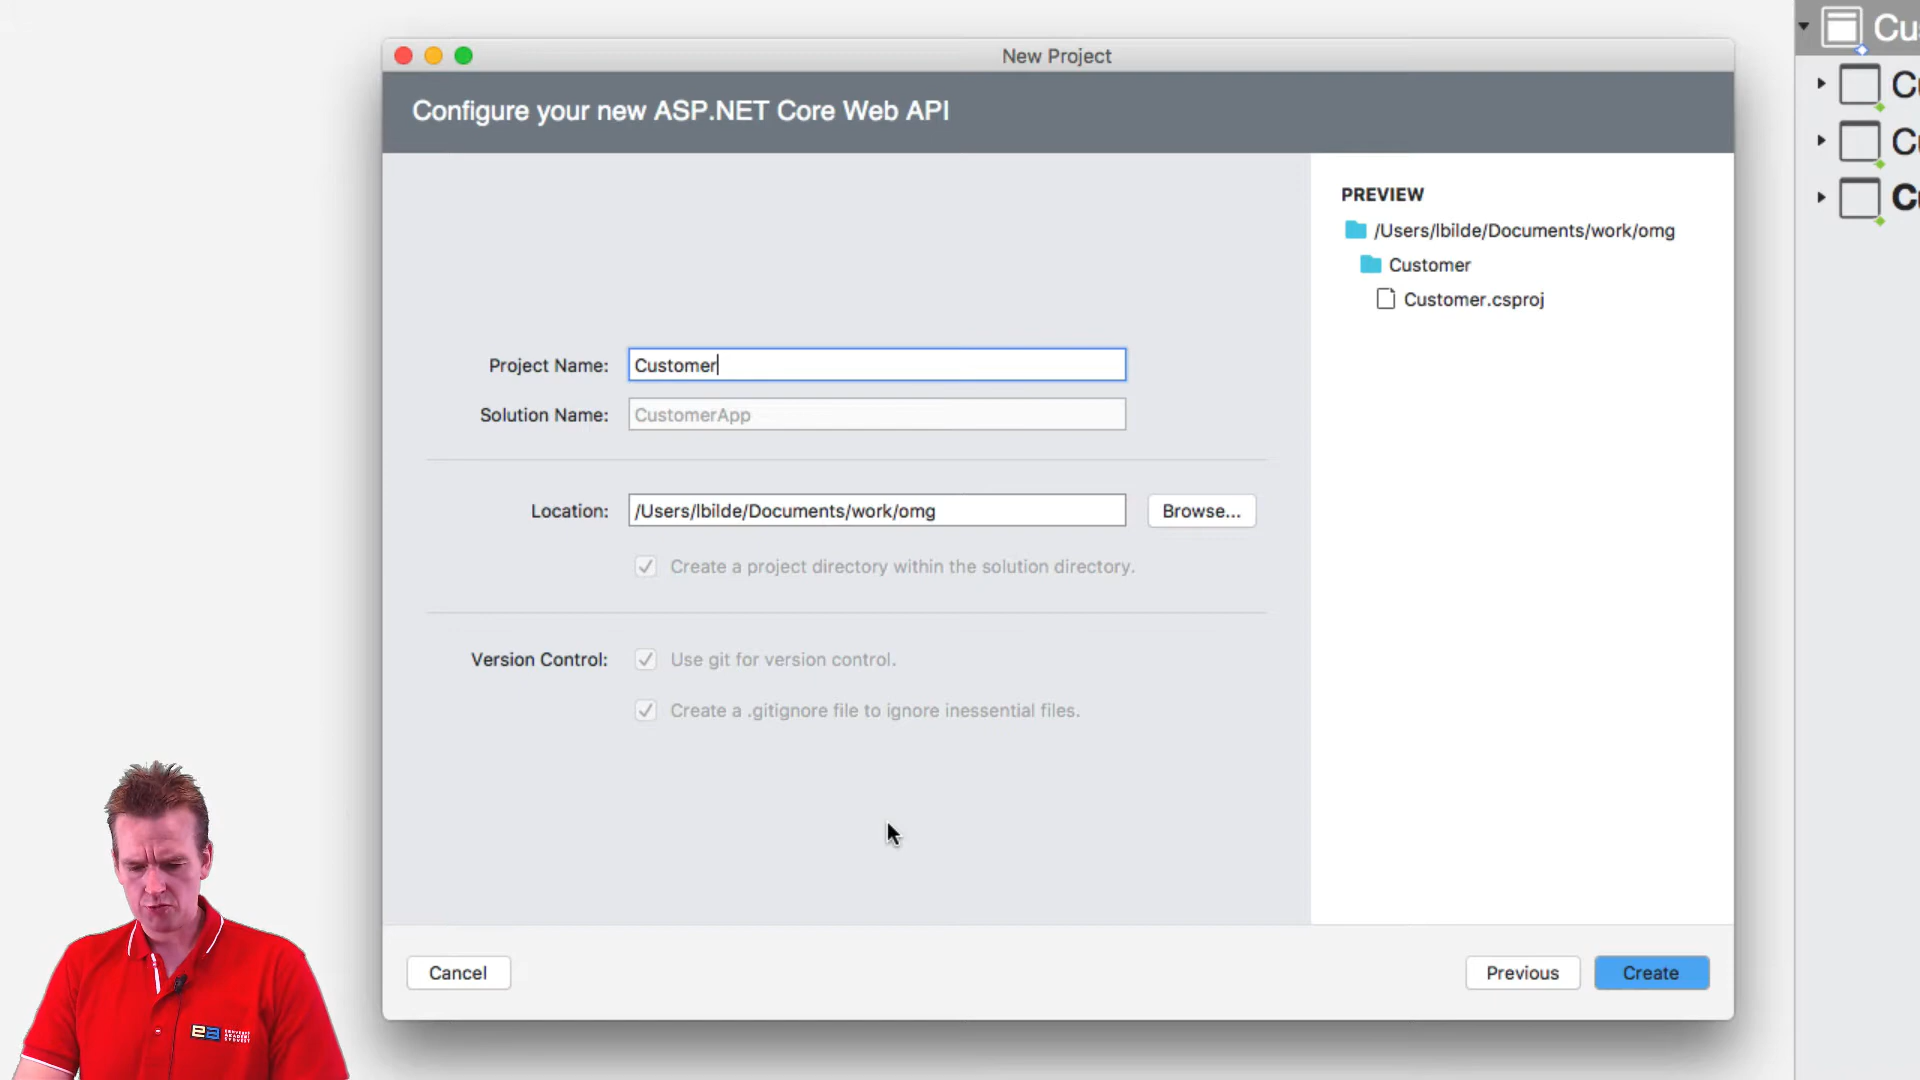 New Project
Configure your new ASP.NET Core Web API
PREVIEW
/Users/lbilde/Documents/work/omg
Customer
Customer.csproj
Project Name: Customer
Solution Name: CustomerApp
Location: /Users/lbilde/Documents/work/omg Browse...
Create a project directory within the solution directory.
Version Control: Use git for version control.
Create a .gitignore file to ignore inessential files.
Cancel Previous Create